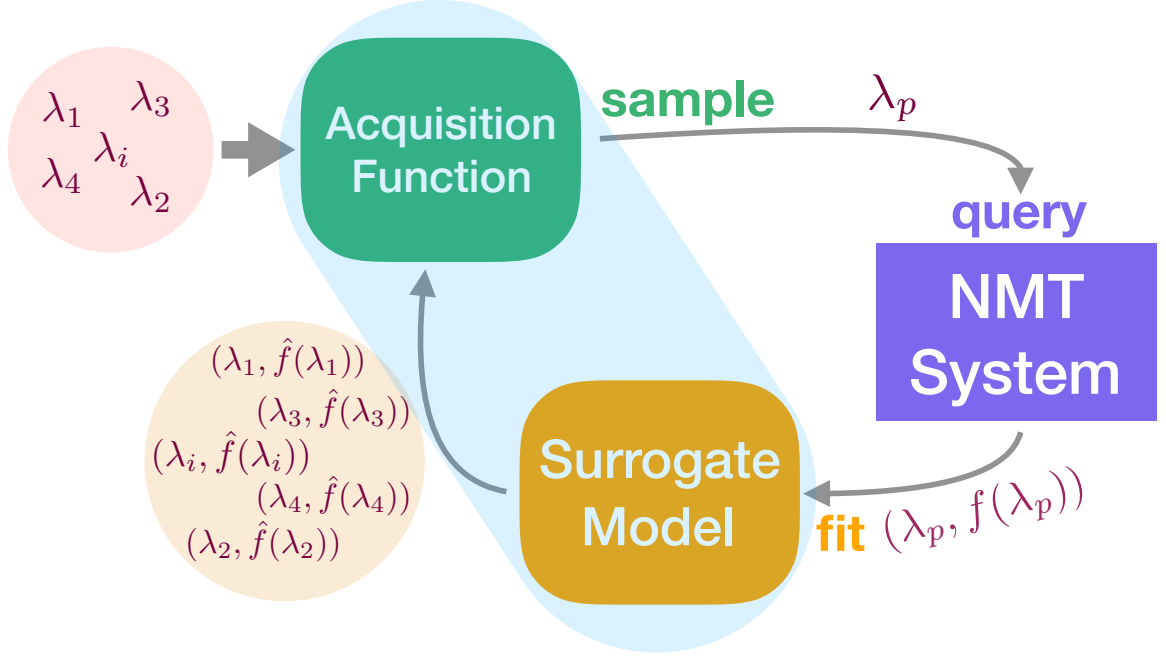 λ₁ λ₃
λᵢ
λ₄ λ₂
Acquisition
Function
sample λₚ
query
NMT
System
(λ₁, f̂(λ₁))
(λ₃, f̂(λ₃))
(λᵢ, f̂(λᵢ))
(λ₄, f̂(λ₄))
(λ₂, f̂(λ₂))
Surrogate
Model
fit (λₚ, f(λₚ))